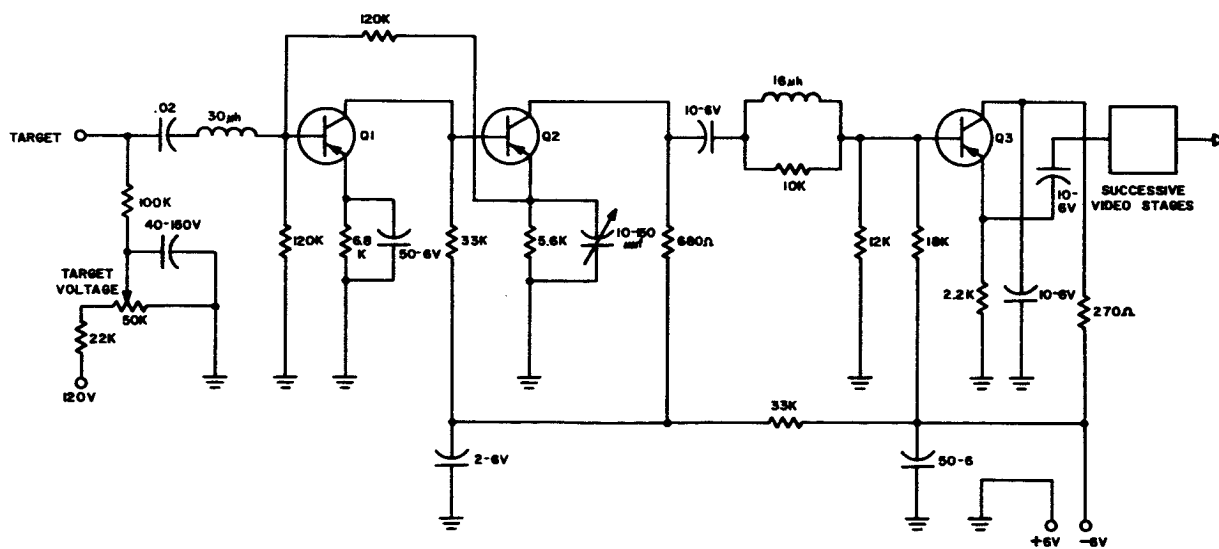 120K
120K
.02
30μh
16μh
10-6V
TARGET
Q1
Q2
Q3
10K
SUCCESSIVE
VIDEO STAGES
10-
6V
100K
40-150V
120K
6.8
K
50-6V
33K
5.6K
10-150
680Ω
12K
18K
2.2K
10-6V
270Ω
TARGET
VOLTAGE
50K
22K
120V
33K
2-6V
50-6
+6V
-6V